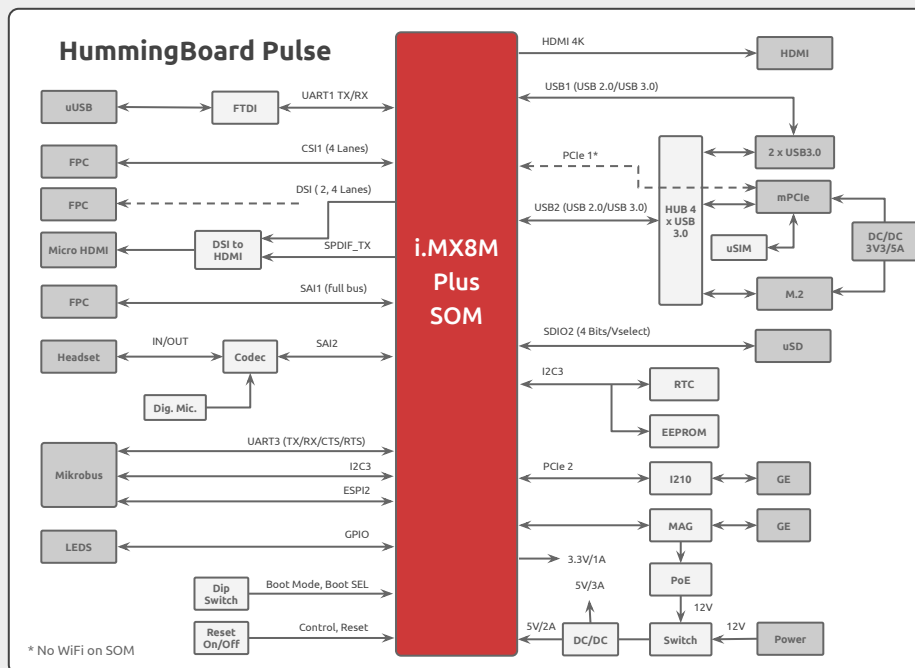 HummingBoard Pulse
uUSB
FTDI
UART1 TX/RX
FPC
CSI1 (4 Lanes)
FPC
DSI ( 2, 4 Lanes)
Micro HDMI
DSI to
HDMI
SPDIF_TX
FPC
SAI1 (full bus)
Headset
IN/OUT
Codec
SAI2
Dig. Mic.
Mikrobus
UART3 (TX/RX/CTS/RTS)
I2C3
ESPI2
LEDS
GPIO
Dip
Switch
Boot Mode, Boot SEL
Reset
On/Off
Control, Reset
* No WiFi on SOM
i.MX8M
Plus
SOM
HDMI 4K
HDMI
USB1 (USB 2.0/USB 3.0)
2 x USB3.0
PCIe 1*
mPCIe
USB2 (USB 2.0/USB 3.0)
HUB 4
x USB
3.0
uSIM
DC/DC
3V3/5A
M.2
SDIO2 (4 Bits/Vselect)
uSD
I2C3
RTC
EEPROM
PCIe 2
I210
GE
MAG
GE
3.3V/1A
PoE
5V/3A
12V
5V/2A
DC/DC
Switch
12V
Power